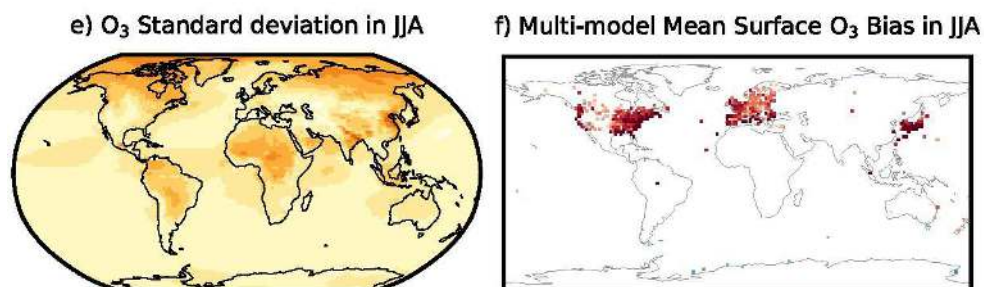 e) O₃ Standard deviation in JJA
f) Multi-model Mean Surface O₃ Bias in JJA